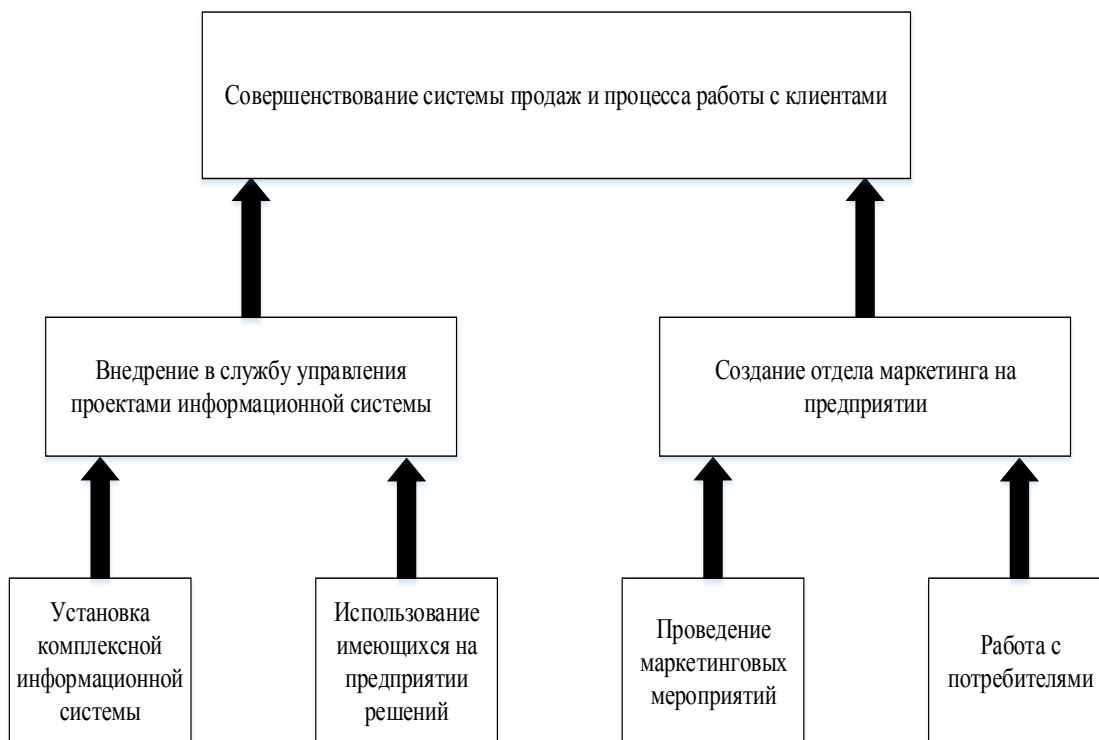 Совершенствование системы продаж и процесса работы с клиентами
Внедрение в службу управления
проектами информационной системы
Создание отдела маркетинга на
предприятии
Установка
комплексной
информационной
системы
Использование
имеющихся на
предприятии
решений
Проведение
маркетинговых
мероприятий
Работа с
потребителями